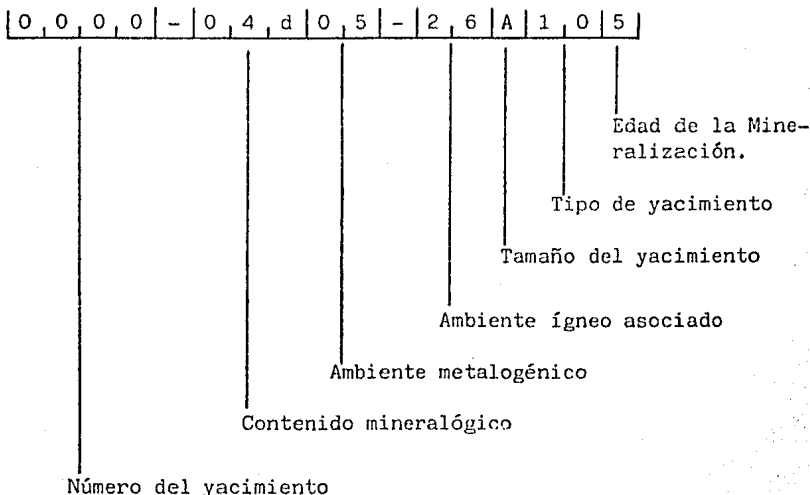 0 0 0 0 - 0 4 d 0 5 - 2 6 A 1 0 5
Edad de la Mine-
ralización.
Tipo de yacimiento
Tamaño del yacimiento
Ambiente ígneo asociado
Ambiente metalogénico
Contenido mineralógico
Número del yacimiento